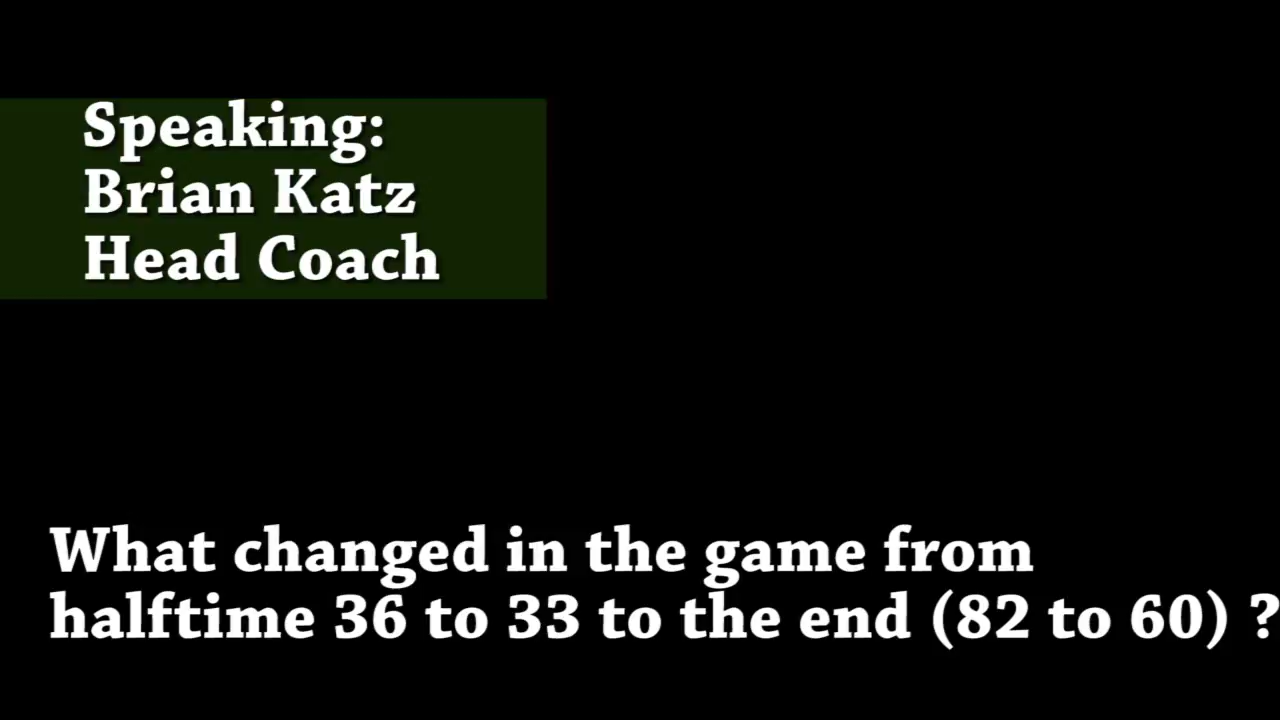 Speaking:
Brian Katz
Head Coach
What changed in the game from
halftime 36 to 33 to the end (82 to 60) ?